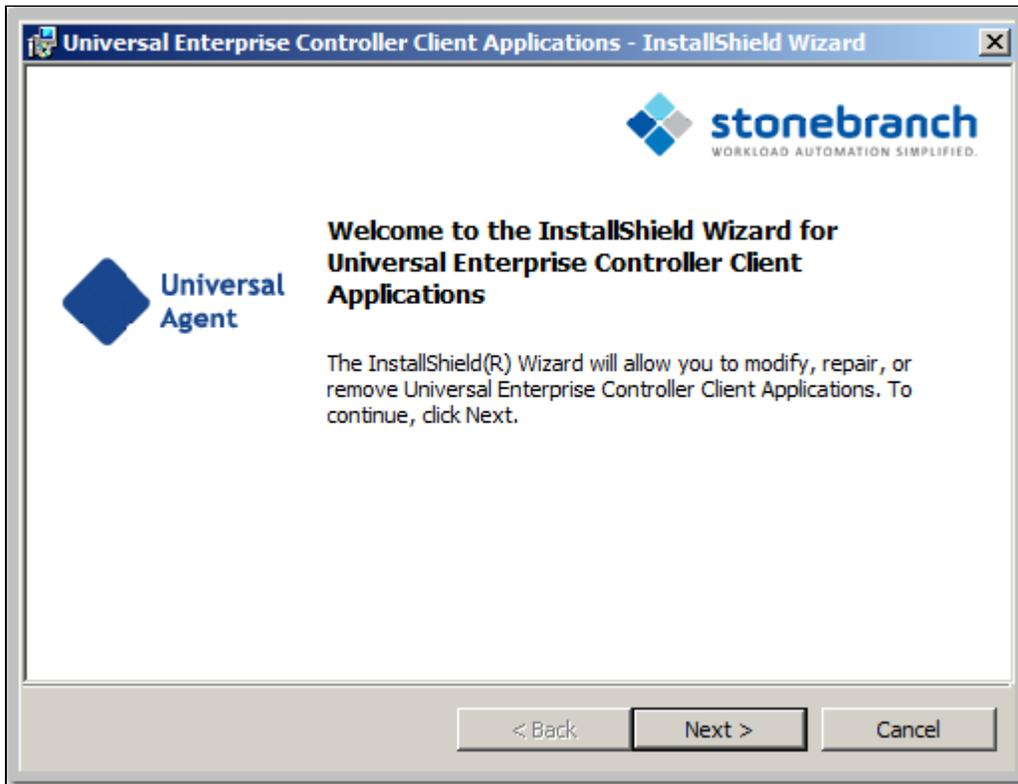 Universal Enterprise Controller Client Applications - InstallShield Wizard
stonebranch
WORKLOAD AUTOMATION SIMPLIFIED.
Universal
Agent
Welcome to the InstallShield Wizard for
Universal Enterprise Controller Client
Applications
The InstallShield(R) Wizard will allow you to modify, repair, or
remove Universal Enterprise Controller Client Applications. To
continue, click Next.
< Back
Next >
Cancel